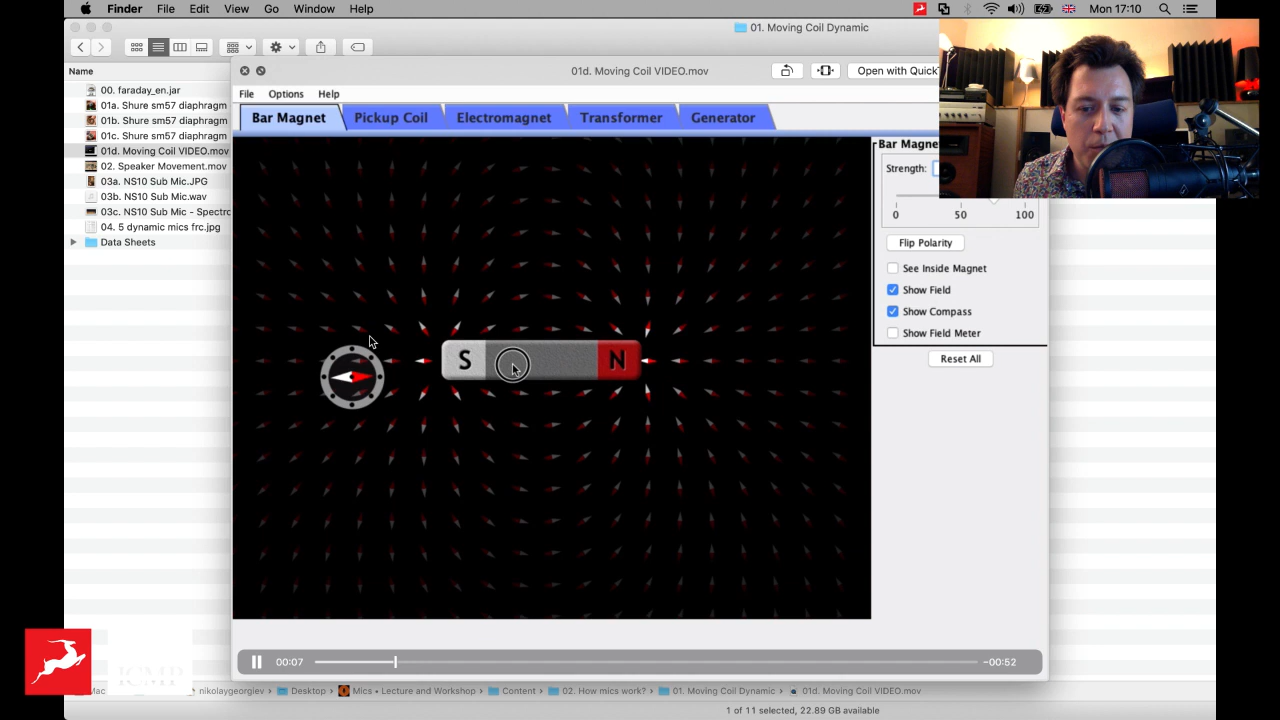 Finder File Edit View Go Window Help
Mon 17:10
01. Moving Coil Dynamic
Name
00. faraday_en.jar
01a. Shure sm57 diaphragm
01b. Shure sm57 diaphragm
01c. Shure sm57 diaphragm
01d. Moving Coil VIDEO.mov
02. Speaker Movement.mov
03a. NS10 Sub Mic.JPG
03b. NS10 Sub Mic.wav
03c. NS10 Sub Mic - Spectro
04. 5 dynamic mics frc.jpg
Data Sheets
01d. Moving Coil VIDEO.mov
Open with Quick
File Options Help
Bar Magnet Pickup Coil Electromagnet Transformer Generator
Bar Magne
Strength:
0 50 100
Flip Polarity
See Inside Magnet
Show Field
Show Compass
Show Field Meter
Reset All
S N
00:07
-00:52
ICMP
Mac nikolaygeorgiev Desktop Mics • Lecture and Workshop Content 02. How mics work? 01. Moving Coil Dynamic 01d. Moving Coil VIDEO.mov
1 of 11 selected, 22.89 GB available